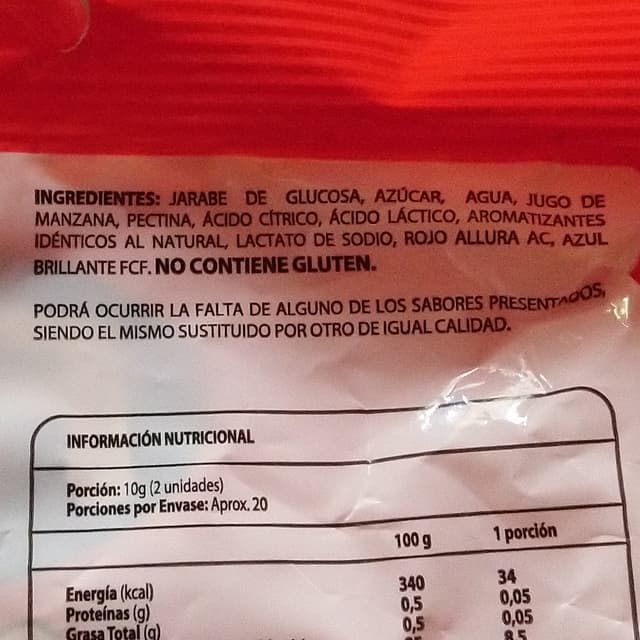 INGREDIENTES: JARABE DE GLUCOSA, AZÚCAR, AGUA, JUGO DE
MANZANA, PECTINA, ÁCIDO CÍTRICO, ÁCIDO LÁCTICO, AROMATIZANTES
IDÉNTICOS AL NATURAL, LACTATO DE SODIO, ROJO ALLURA AC, AZUL
BRILLANTE FCF. NO CONTIENE GLUTEN.
PODRÁ OCURRIR LA FALTA DE ALGUNO DE LOS SABORES PRESENTADOS,
SIENDO EL MISMO SUSTITUIDO POR OTRO DE IGUAL CALIDAD.
INFORMACIÓN NUTRICIONAL
Porción: 10g (2 unidades)
Porciones por Envase: Aprox. 20
100 g 1 porción
Energía (kcal) 340 34
Proteínas (g) 0,5 0,05
Grasa Total (g) 0,5 0,05
8,5